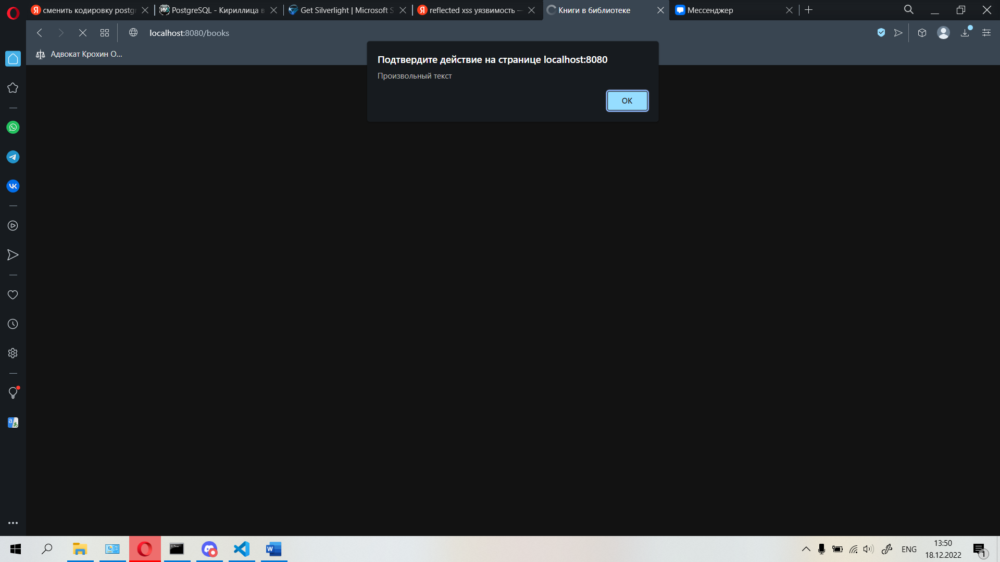 сменить кодировку postgr
PostgreSQL - Кириллица в
Get Silverlight | Microsoft S
reflected xss уязвимость —
Книги в библиотеке
Мессенджер
localhost:8080/books
Адвокат Крохин О...
Подтвердите действие на странице localhost:8080
Произвольный текст
OK
ENG
13:50
18.12.2022
1